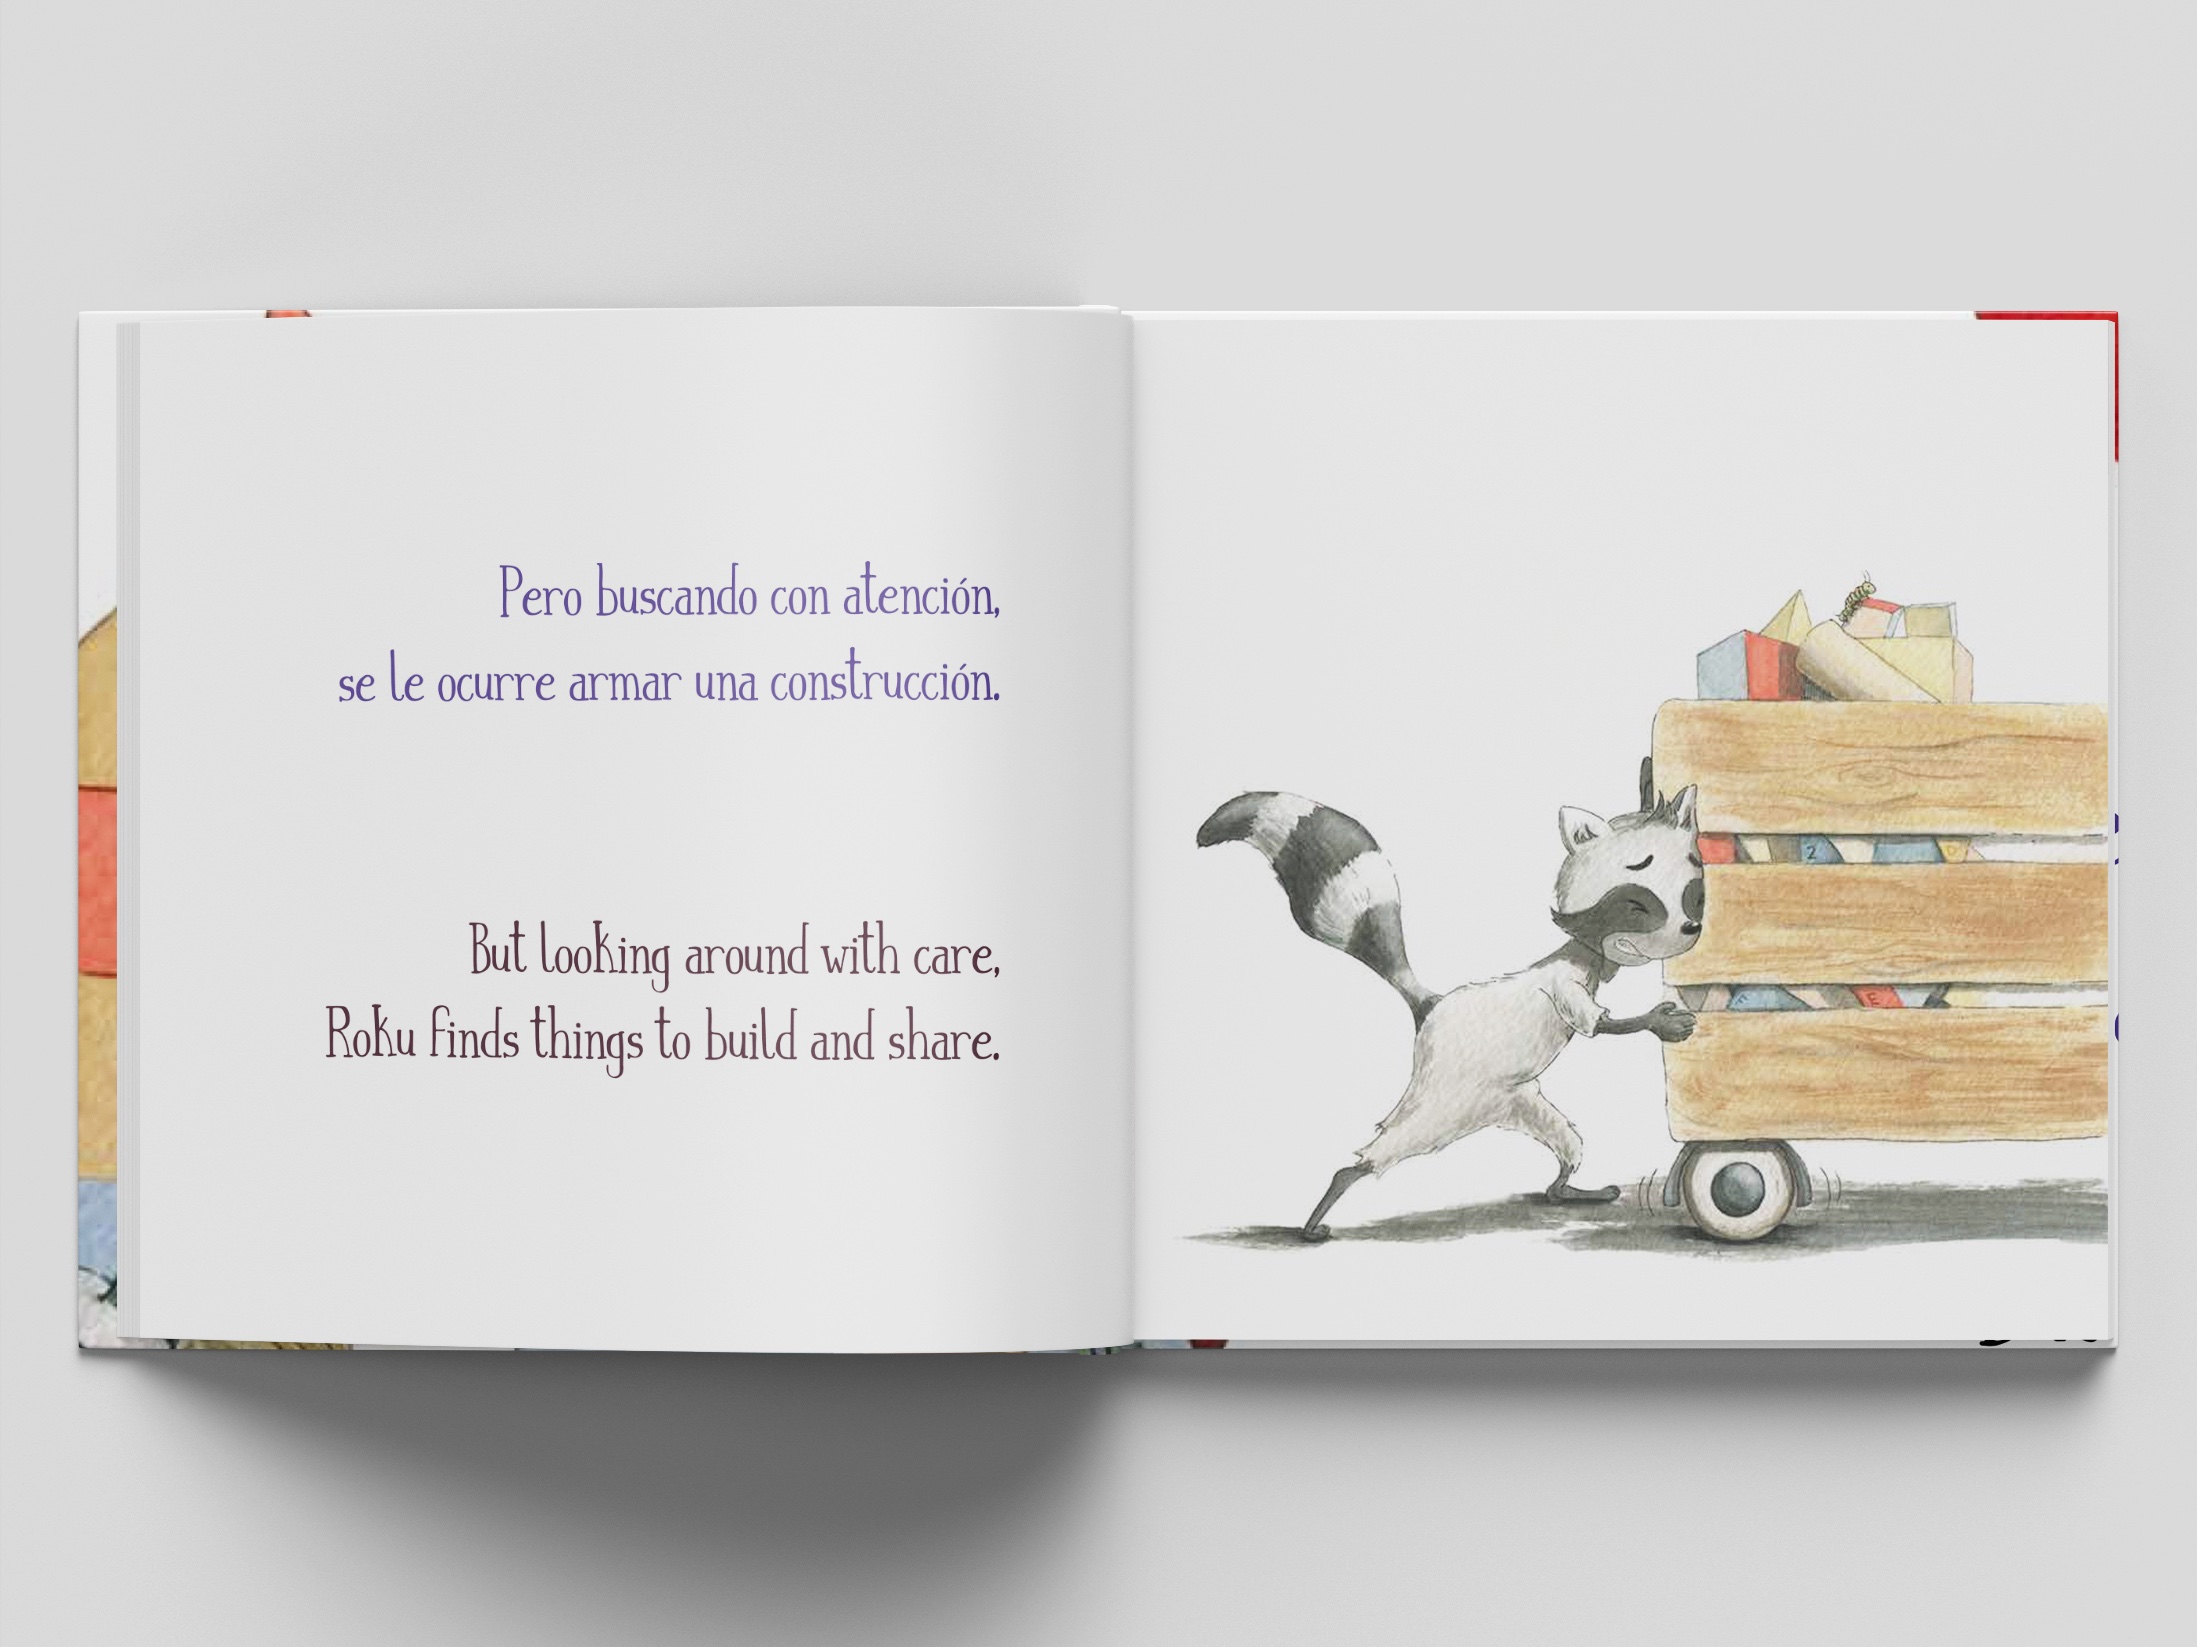 Pero buscando con atención,
se le ocurre armar una construcción.
But looking around with care,
Roku finds things to build and share.
Z
D
F
E